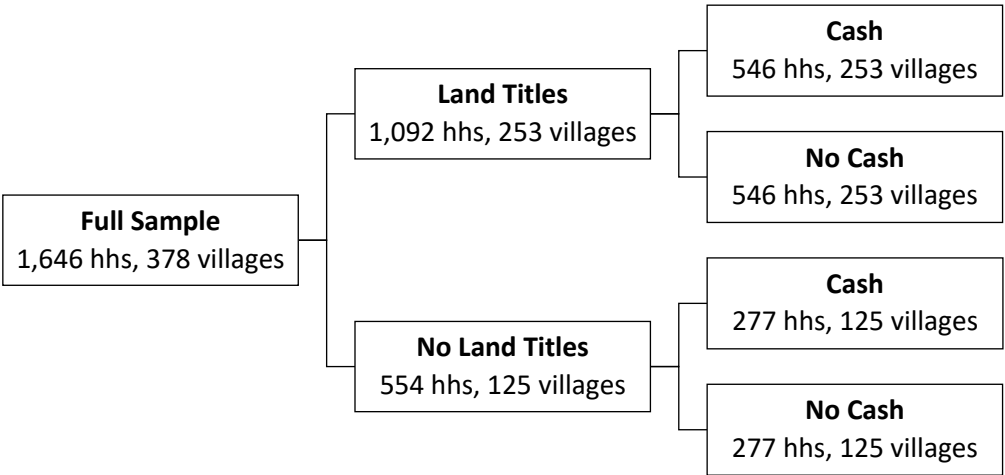 Full Sample
1,646 hhs, 378 villages
Land Titles
1,092 hhs, 253 villages
No Land Titles
554 hhs, 125 villages
Cash
546 hhs, 253 villages
No Cash
546 hhs, 253 villages
Cash
277 hhs, 125 villages
No Cash
277 hhs, 125 villages